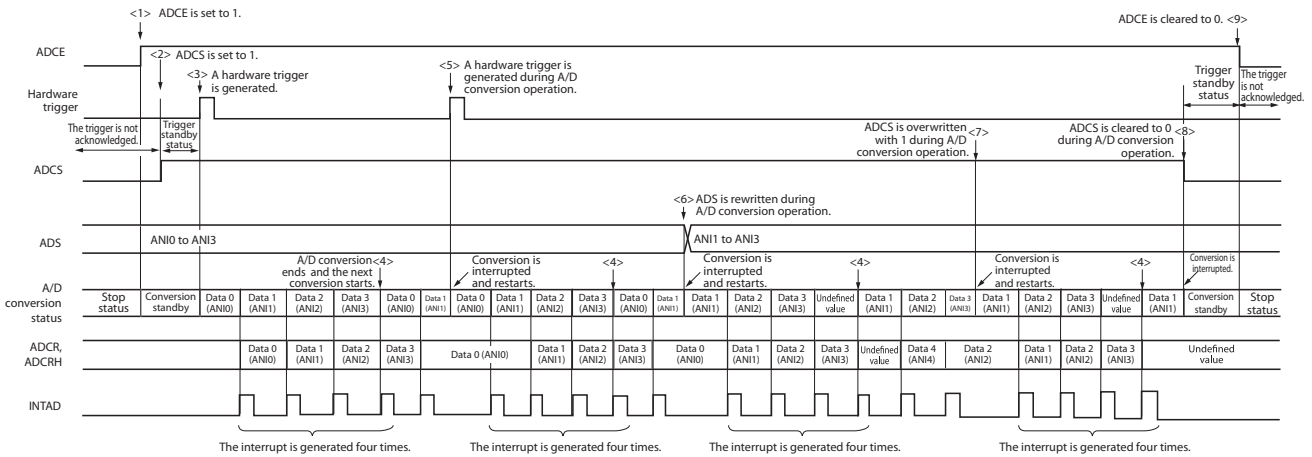 <1> ADCE is set to 1.
ADCE is cleared to 0. <9>
ADCE
<2> ADCS is set to 1.
<3> A hardware trigger
is generated.
<5> A hardware trigger is
generated during A/D
conversion operation.
Trigger
standby
status
The trigger
is not
acknowledged.
Hardware
trigger
The trigger is not
acknowledged.
Trigger
standby
status
ADCS is overwritten
with 1 during A/D
conversion operation.
<7>
ADCS is cleared to 0
during A/D conversion
operation.
<8>
ADCS
<6> ADS is rewritten during
A/D conversion operation.
ADS
ANI0 to ANI3
ANI1 to ANI3
A/D conversion
ends and the next
conversion starts.
<4>
Conversion is
interrupted
and restarts.
<4>
Conversion is
interrupted
and restarts.
<4>
Conversion is
interrupted
and restarts.
<4>
Conversion is
interrupted.
A/D
conversion
status
Stop
status
Conversion
standby
Data 0
(ANI0)
Data 1
(ANI1)
Data 2
(ANI2)
Data 3
(ANI3)
Data 0
(ANI0)
Data 1
(ANI1)
Data 0
(ANI0)
Data 1
(ANI1)
Data 2
(ANI2)
Data 3
(ANI3)
Data 0
(ANI0)
Data 1
(ANI1)
Data 1
(ANI1)
Data 2
(ANI2)
Data 3
(ANI3)
Undefined
value
Data 1
(ANI1)
Data 2
(ANI2)
Data 3
(ANI3)
Data 1
(ANI1)
Data 2
(ANI2)
Data 3
(ANI3)
Undefined
value
Data 1
(ANI1)
Conversion
standby
Stop
status
ADCR,
ADCRH
Data 0
(ANI0)
Data 1
(ANI1)
Data 2
(ANI2)
Data 3
(ANI3)
Data 0 (ANI0)
Data 1
(ANI1)
Data 2
(ANI2)
Data 3
(ANI3)
Data 0
(ANI0)
Data 1
(ANI1)
Data 2
(ANI2)
Data 3
(ANI3)
Undefined
value
Data 4
(ANI4)
Data 2
(ANI2)
Data 1
(ANI1)
Data 2
(ANI2)
Data 3
(ANI3)
Undefined
value
INTAD
The interrupt is generated four times.
The interrupt is generated four times.
The interrupt is generated four times.
The interrupt is generated four times.